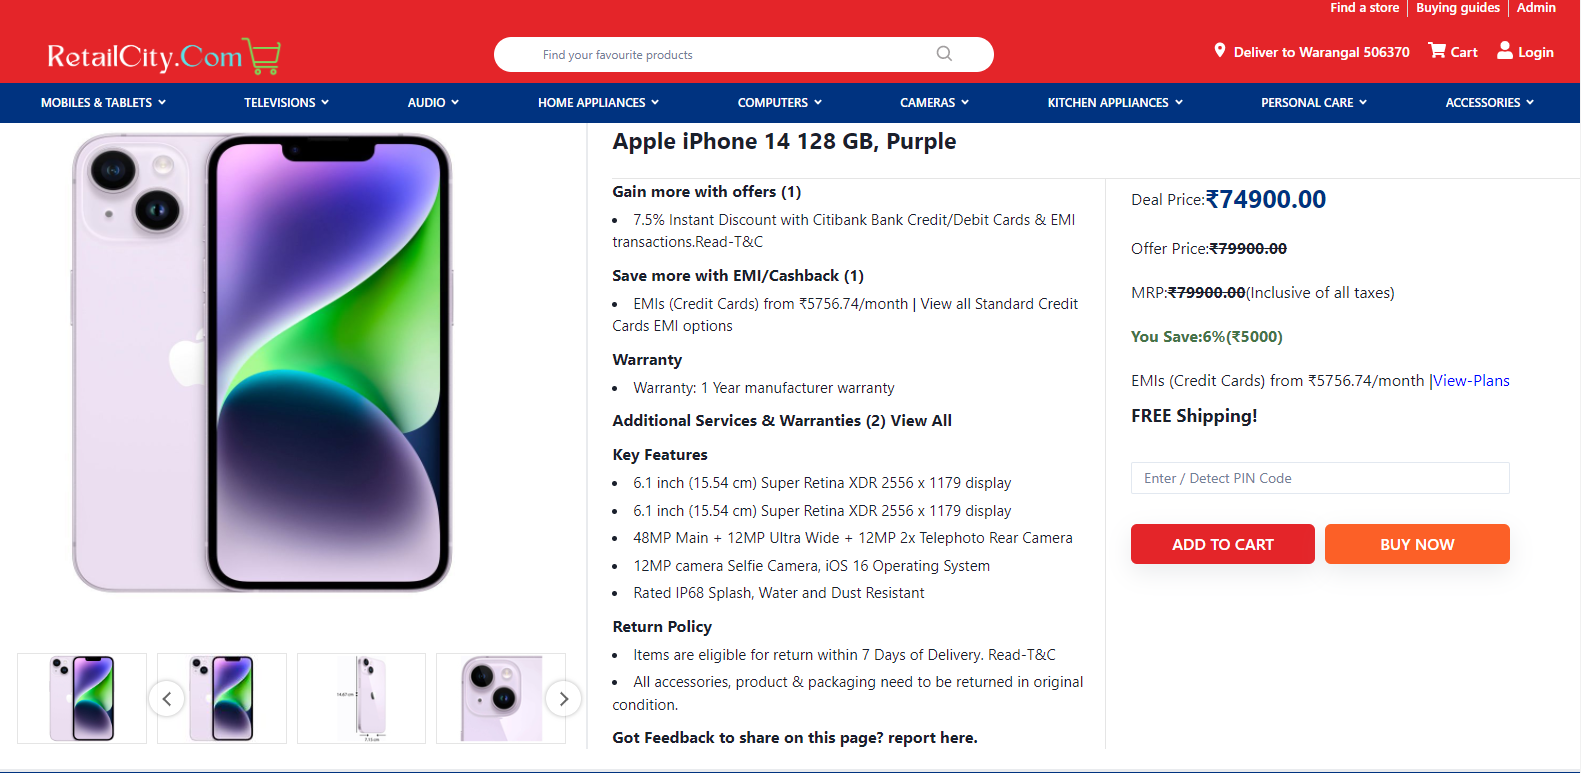 Find a store Buying guides Admin
RetailCity.Com
Find your favourite products
Deliver to Warangal 506370 Cart Login
MOBILES & TABLETS TELEVISIONS AUDIO HOME APPLIANCES COMPUTERS CAMERAS KITCHEN APPLIANCES PERSONAL CARE ACCESSORIES
Apple iPhone 14 128 GB, Purple
Gain more with offers (1)
• 7.5% Instant Discount with Citibank Bank Credit/Debit Cards & EMI
transactions.Read-T&C
Save more with EMI/Cashback (1)
• EMIs (Credit Cards) from ₹5756.74/month | View all Standard Credit
Cards EMI options
Warranty
• Warranty: 1 Year manufacturer warranty
Additional Services & Warranties (2) View All
Key Features
• 6.1 inch (15.54 cm) Super Retina XDR 2556 x 1179 display
• 6.1 inch (15.54 cm) Super Retina XDR 2556 x 1179 display
• 48MP Main + 12MP Ultra Wide + 12MP 2x Telephoto Rear Camera
• 12MP camera Selfie Camera, iOS 16 Operating System
• Rated IP68 Splash, Water and Dust Resistant
Return Policy
• Items are eligible for return within 7 Days of Delivery. Read-T&C
• All accessories, product & packaging need to be returned in original
condition.
Got Feedback to share on this page? report here.
Deal Price:₹74900.00
Offer Price:₹79900.00
MRP:₹79900.00(Inclusive of all taxes)
You Save:6%(₹5000)
EMIs (Credit Cards) from ₹5756.74/month |View-Plans
FREE Shipping!
Enter / Detect PIN Code
ADD TO CART BUY NOW
14.67 cm
7.15 cm